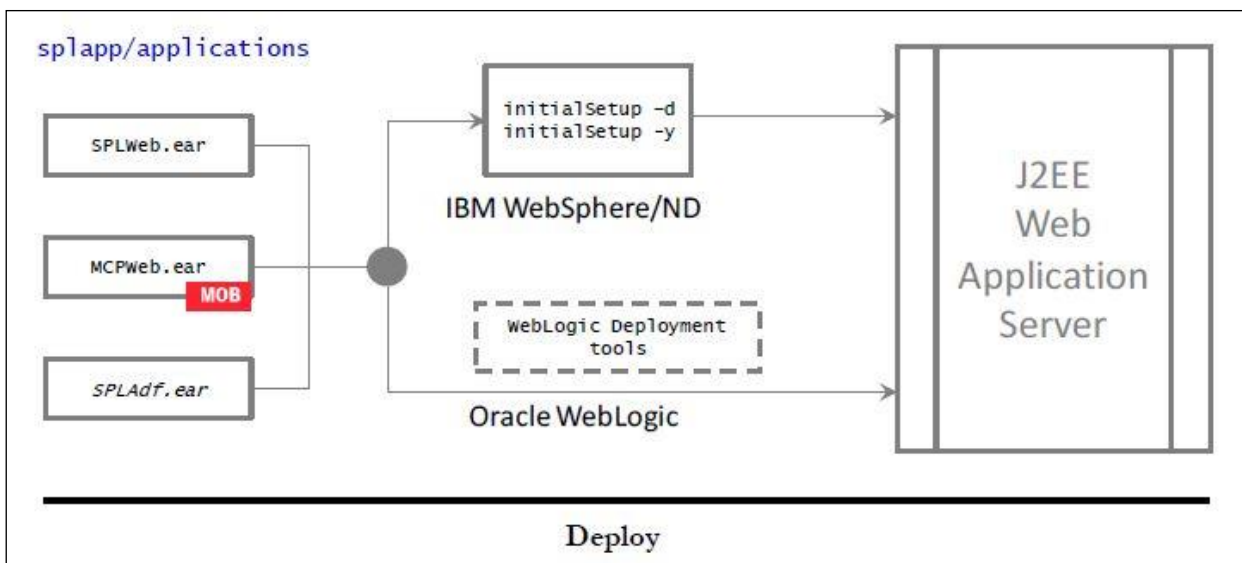 splapp/applications
SPLWeb.ear
MCPWeb.ear
MOB
SPLAdf.ear
initialSetup -d
initialSetup -y
IBM WebSphere/ND
WebLogic Deployment
tools
Oracle WebLogic
J2EE
Web
Application
Server
Deploy